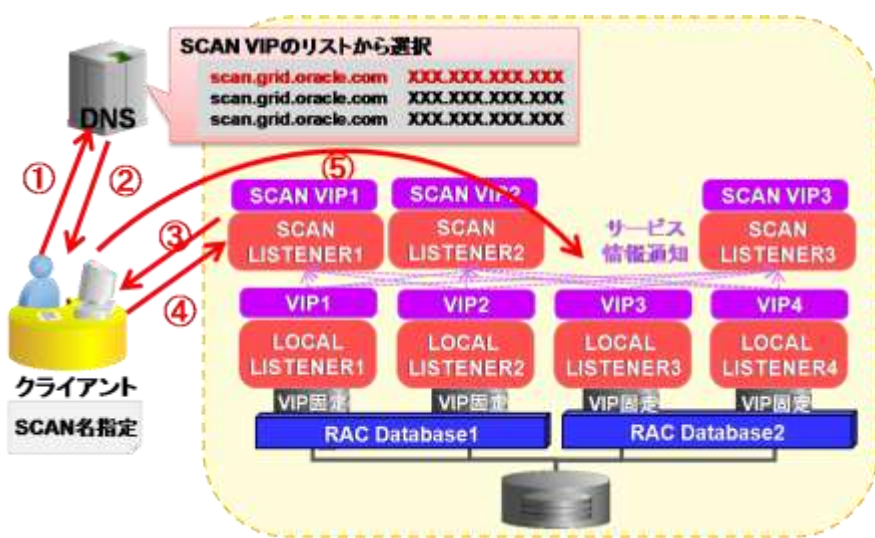 SCAN VIPのリストから選択
scan.grid.oracle.com XXX.XXX.XXX.XXX
scan.grid.oracle.com XXX.XXX.XXX.XXX
scan.grid.oracle.com XXX.XXX.XXX.XXX
DNS
①
②
⑤
③
④
SCAN VIP1
SCAN VIP2
SCAN VIP3
SCAN
LISTENER1
SCAN
LISTENER2
サービス
情報通知
SCAN
LISTENER3
VIP1
VIP2
VIP3
VIP4
LOCAL
LISTENER1
LOCAL
LISTENER2
LOCAL
LISTENER3
LOCAL
LISTENER4
クライアント
SCAN名指定
VIP固定
VIP固定
VIP固定
VIP固定
RAC Database1
RAC Database2